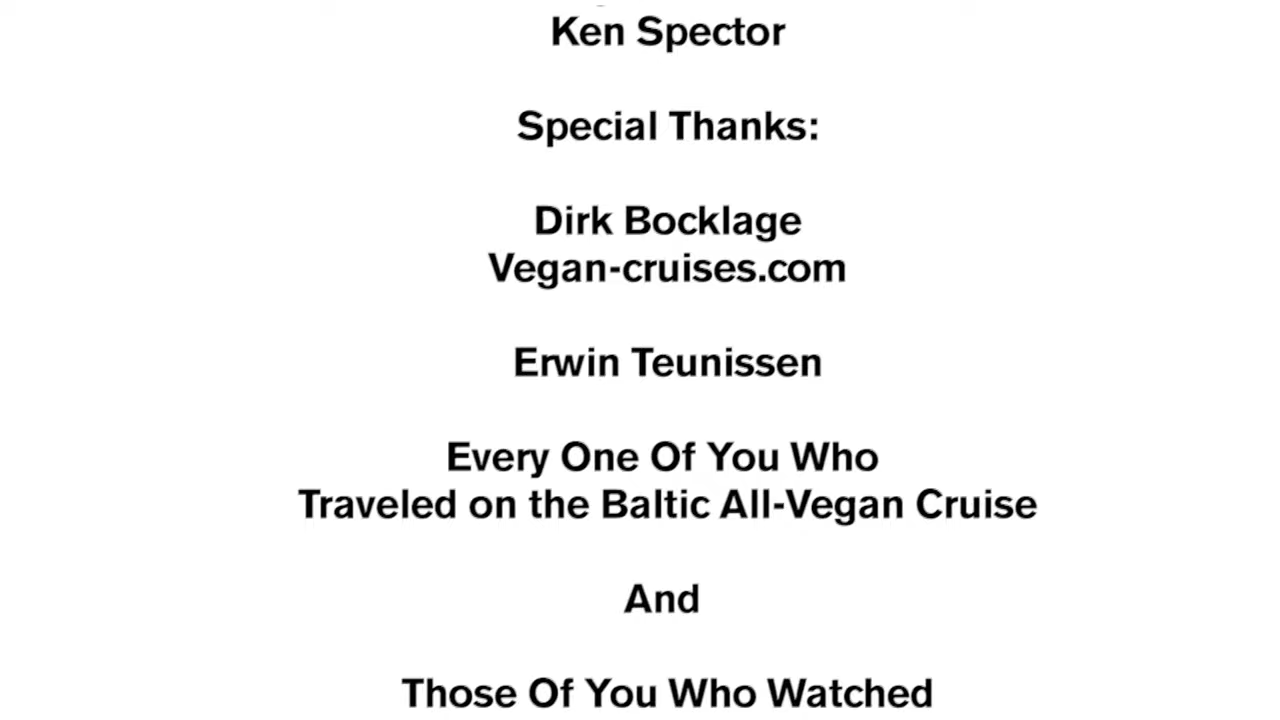 Ken Spector
Special Thanks:
Dirk Bocklage
Vegan-cruises.com
Erwin Teunissen
Every One Of You Who
Traveled on the Baltic All-Vegan Cruise
And
Those Of You Who Watched